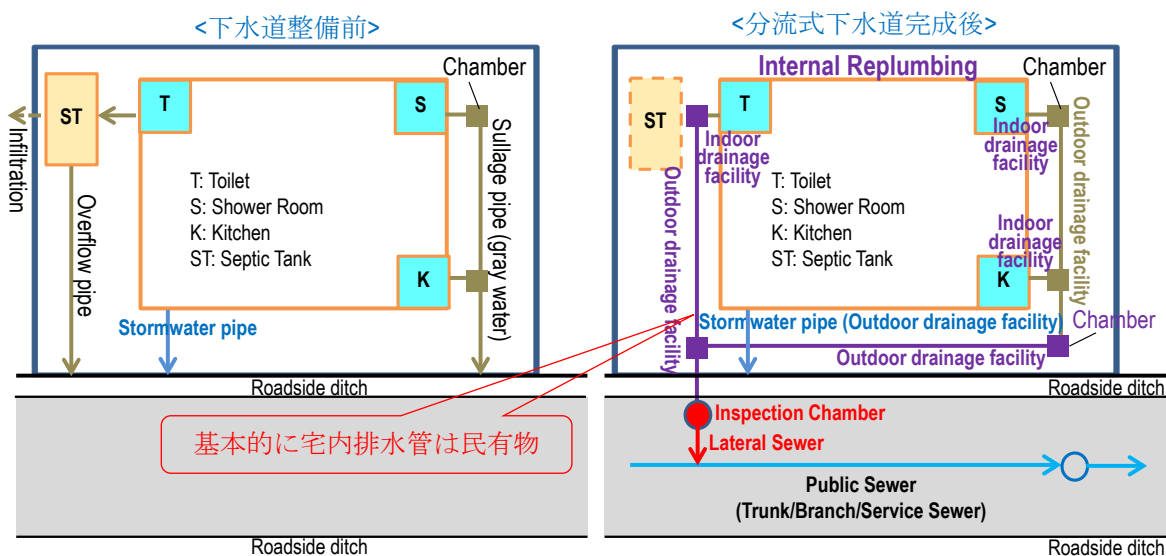 <下水道整備前>
Chamber
T
S
ST
Infiltration
Overflow pipe
Sullage pipe (gray water)
T: Toilet
S: Shower Room
K: Kitchen
ST: Septic Tank
K
Stormwater pipe
Roadside ditch
基本的に宅内排水管は民有物
Roadside ditch
<分流式下水道完成後>
Internal Replumbing
Chamber
T
S
ST
Indoor
drainage
facility
Indoor
drainage
facility
Outdoor drainage facility
Outdoor drainage facility
T: Toilet
S: Shower Room
K: Kitchen
ST: Septic Tank
Indoor
drainage
facility
K
Stormwater pipe (Outdoor drainage facility)
Chamber
Outdoor drainage facility
Roadside ditch
Inspection Chamber
Lateral Sewer
Public Sewer
(Trunk/Branch/Service Sewer)
Roadside ditch